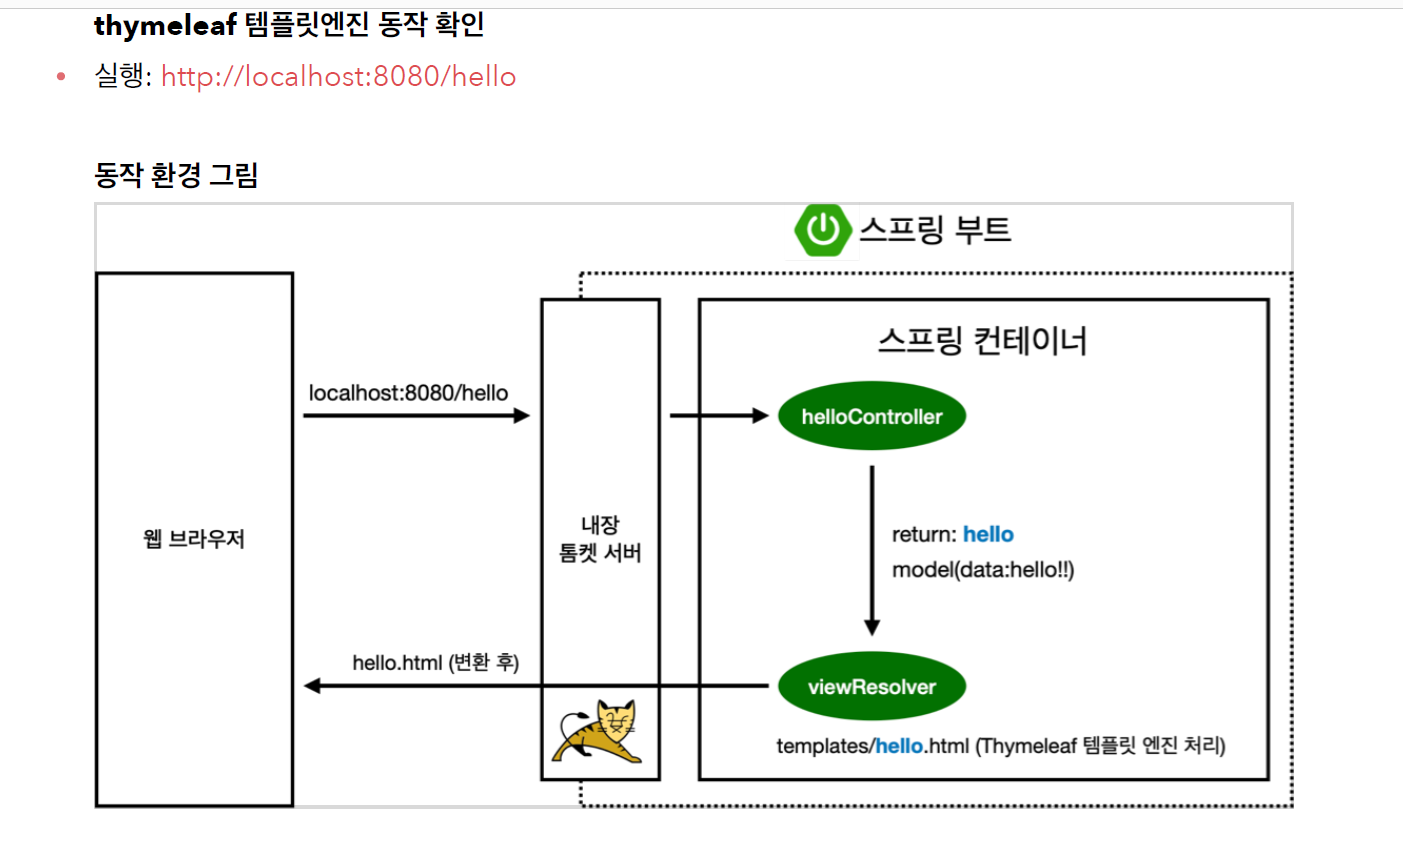 thymeleaf 템플릿엔진 동작 확인
실행: http://localhost:8080/hello
동작 환경 그림
스프링 부트
스프링 컨테이너
localhost:8080/hello
helloController
웹 브라우저
내장
톰켓 서버
return: hello
model(data:hello!!)
hello.html (변환 후)
viewResolver
templates/hello.html (Thymeleaf 템플릿 엔진 처리)